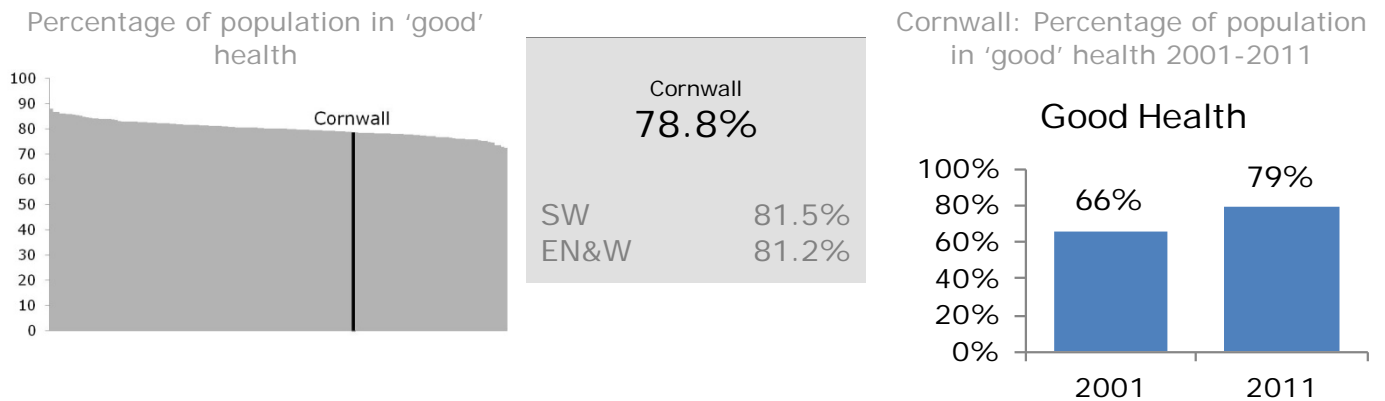 Percentage of population in ‘good’
health
100
90
80
70
60
50
40
30
20
10
0
Cornwall
Cornwall
78.8%
SW 81.5%
EN&W 81.2%
Cornwall: Percentage of population
in ‘good’ health 2001-2011
Good Health
100%
80%
60%
40%
20%
0%
66%
79%
2001
2011